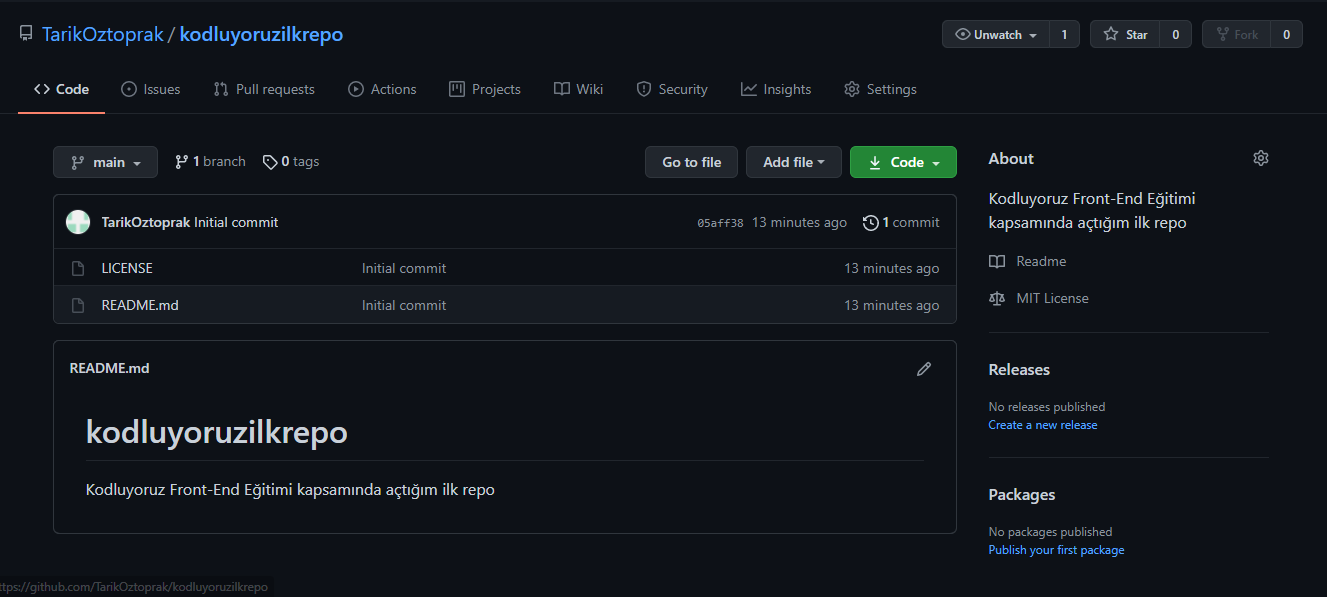 TarikOztoprak / kodluyoruzilkrepo
Unwatch 1
Star 0
Fork 0
Code
Issues
Pull requests
Actions
Projects
Wiki
Security
Insights
Settings
main
1 branch
0 tags
Go to file
Add file
Code
TarikOztoprak Initial commit 05aff38 13 minutes ago 1 commit
LICENSE Initial commit 13 minutes ago
README.md Initial commit 13 minutes ago
README.md
kodluyoruzilkrepo
Kodluyoruz Front-End Eğitimi kapsamında açtığım ilk repo
About
Kodluyoruz Front-End Eğitimi
kapsamında açtığım ilk repo
Readme
MIT License
Releases
No releases published
Create a new release
Packages
No packages published
Publish your first package
ttps://github.com/TarikOztoprak/kodluyoruzilkrepo